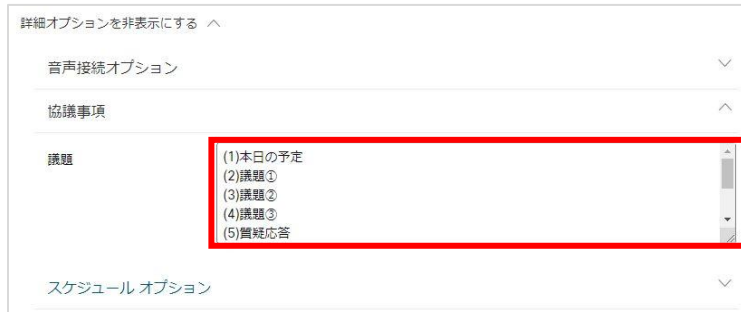 詳細オプションを非表示にする
音声接続オプション
協議事項
議題
(1)本日の予定
(2)議題①
(3)議題②
(4)議題③
(5)質疑応答
スケジュール オプション